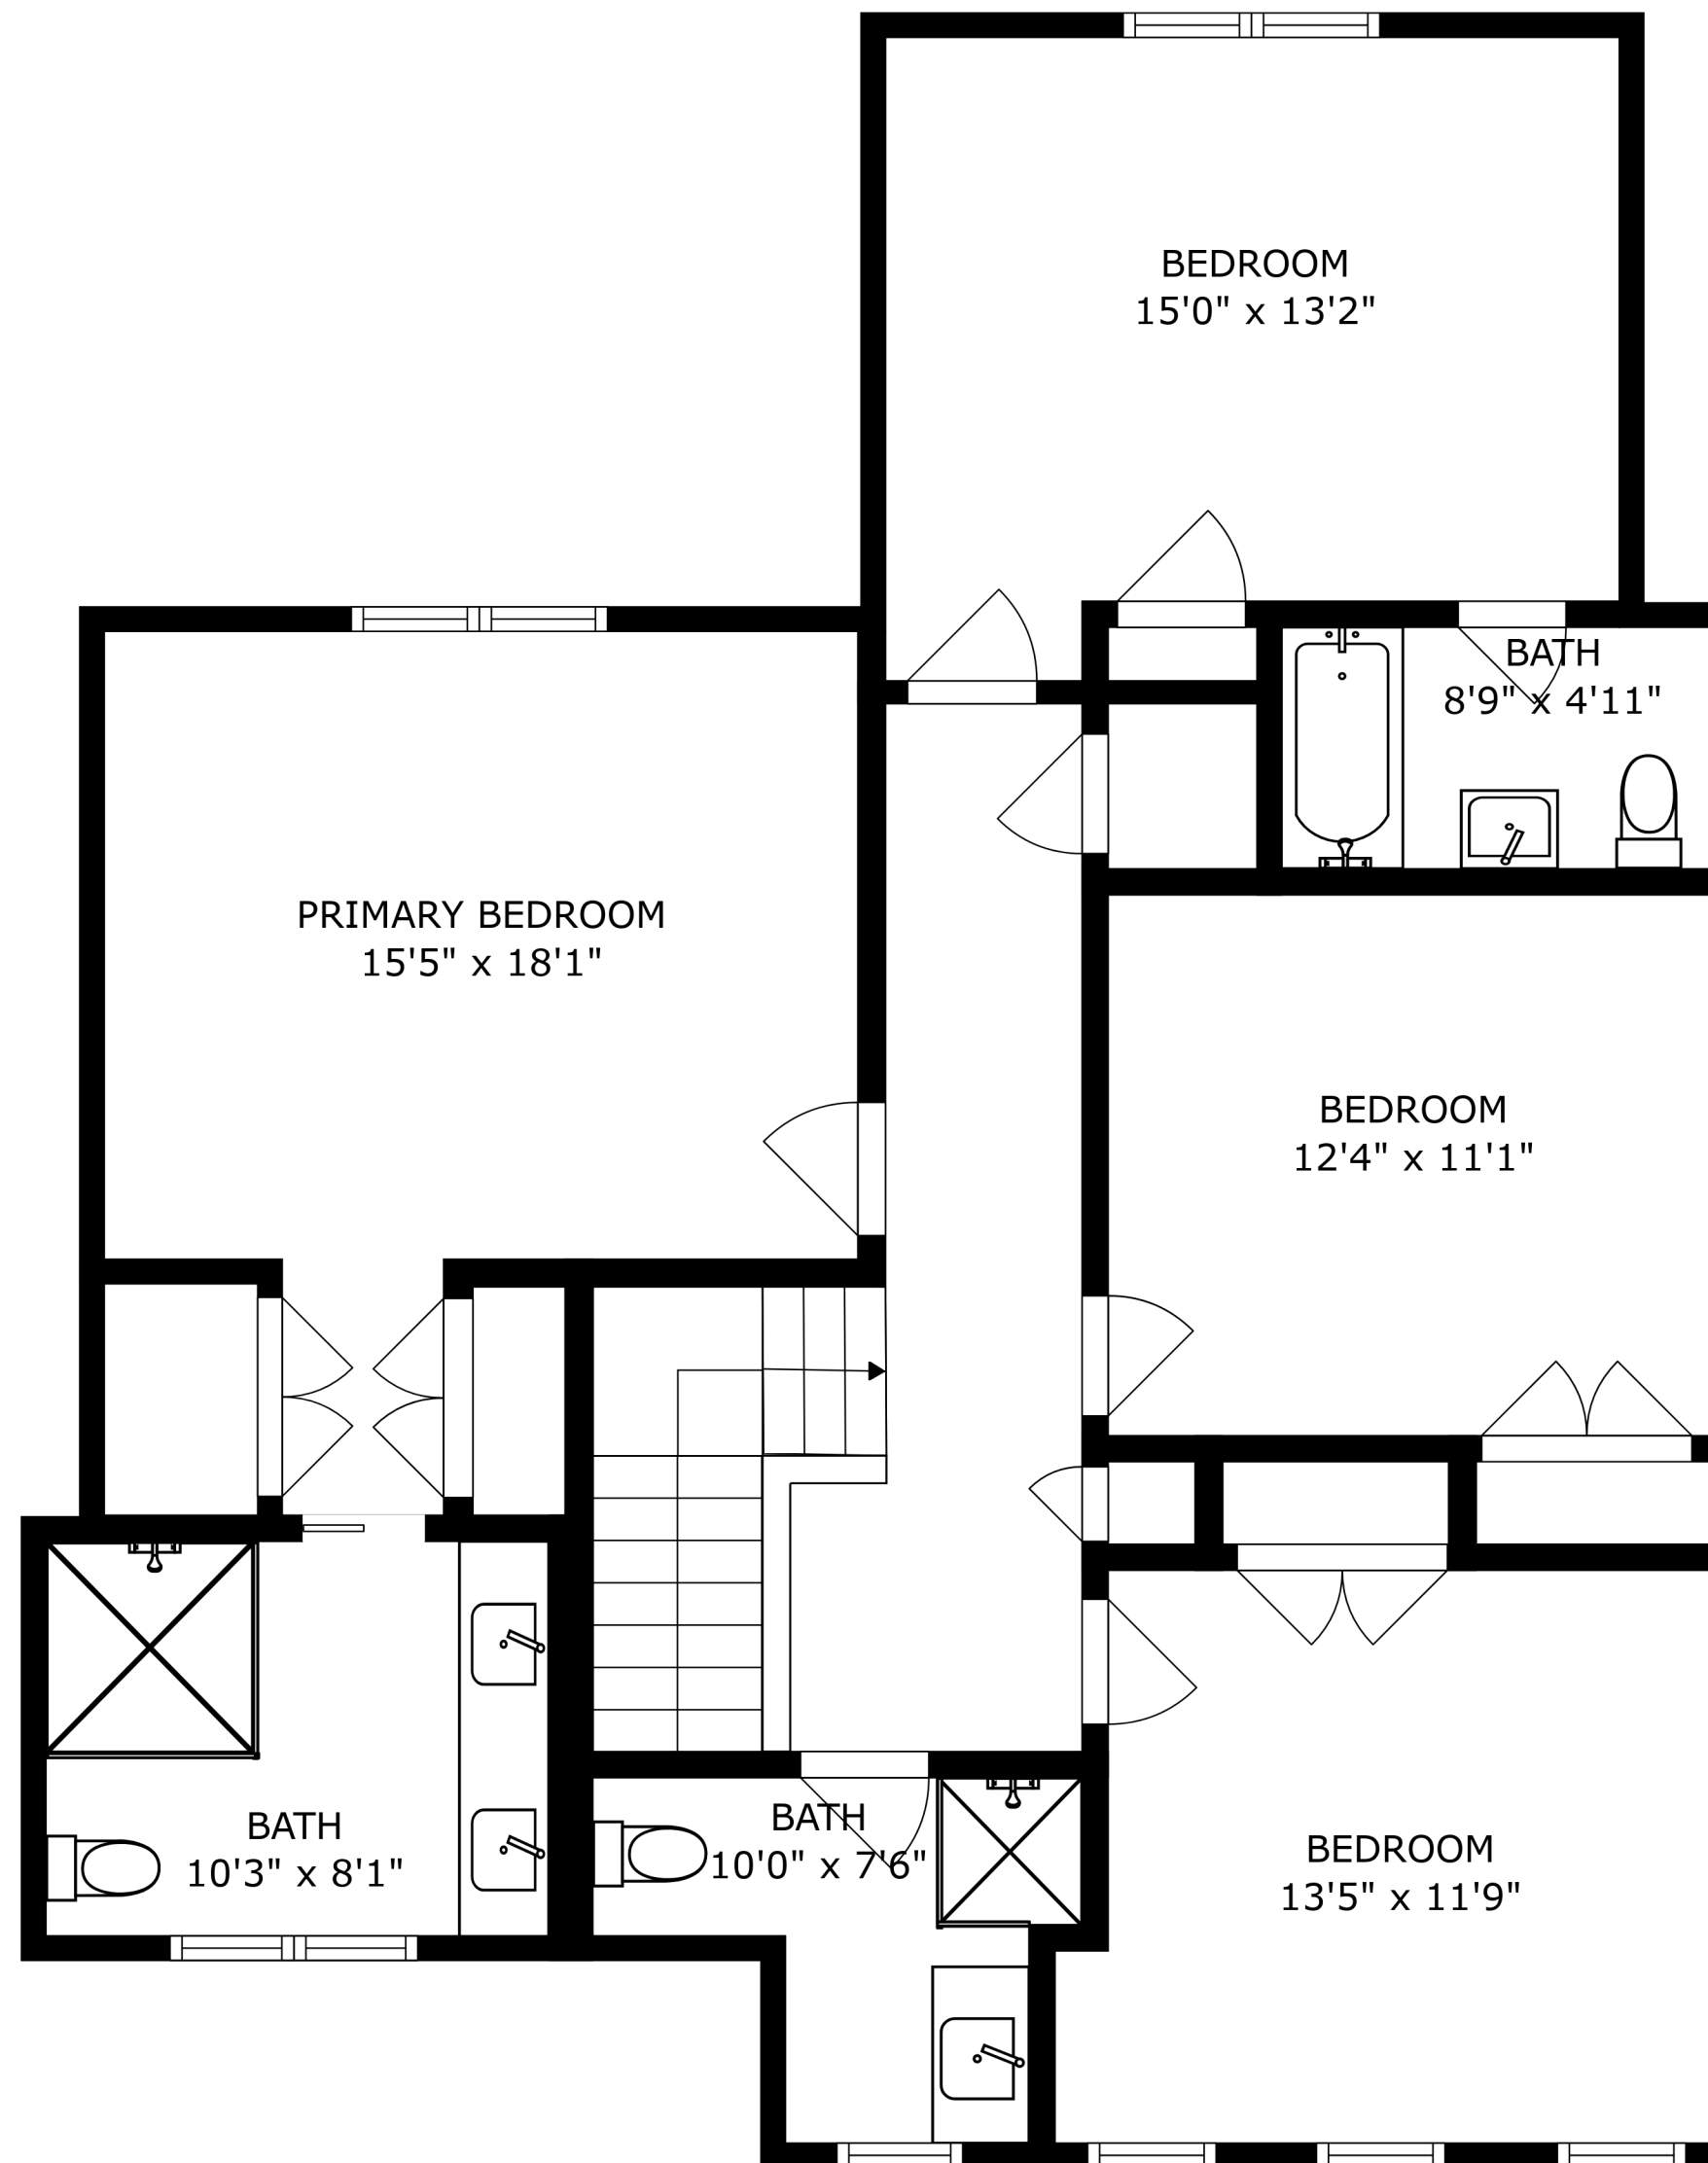 BEDROOM
15'0" x 13'2"
BATH
8'9" x 4'11"
PRIMARY BEDROOM
15'5" x 18'1"
BEDROOM
12'4" x 11'1"
BATH
10'3" x 8'1"
BATH
10'0" x 7'6"
BEDROOM
13'5" x 11'9"